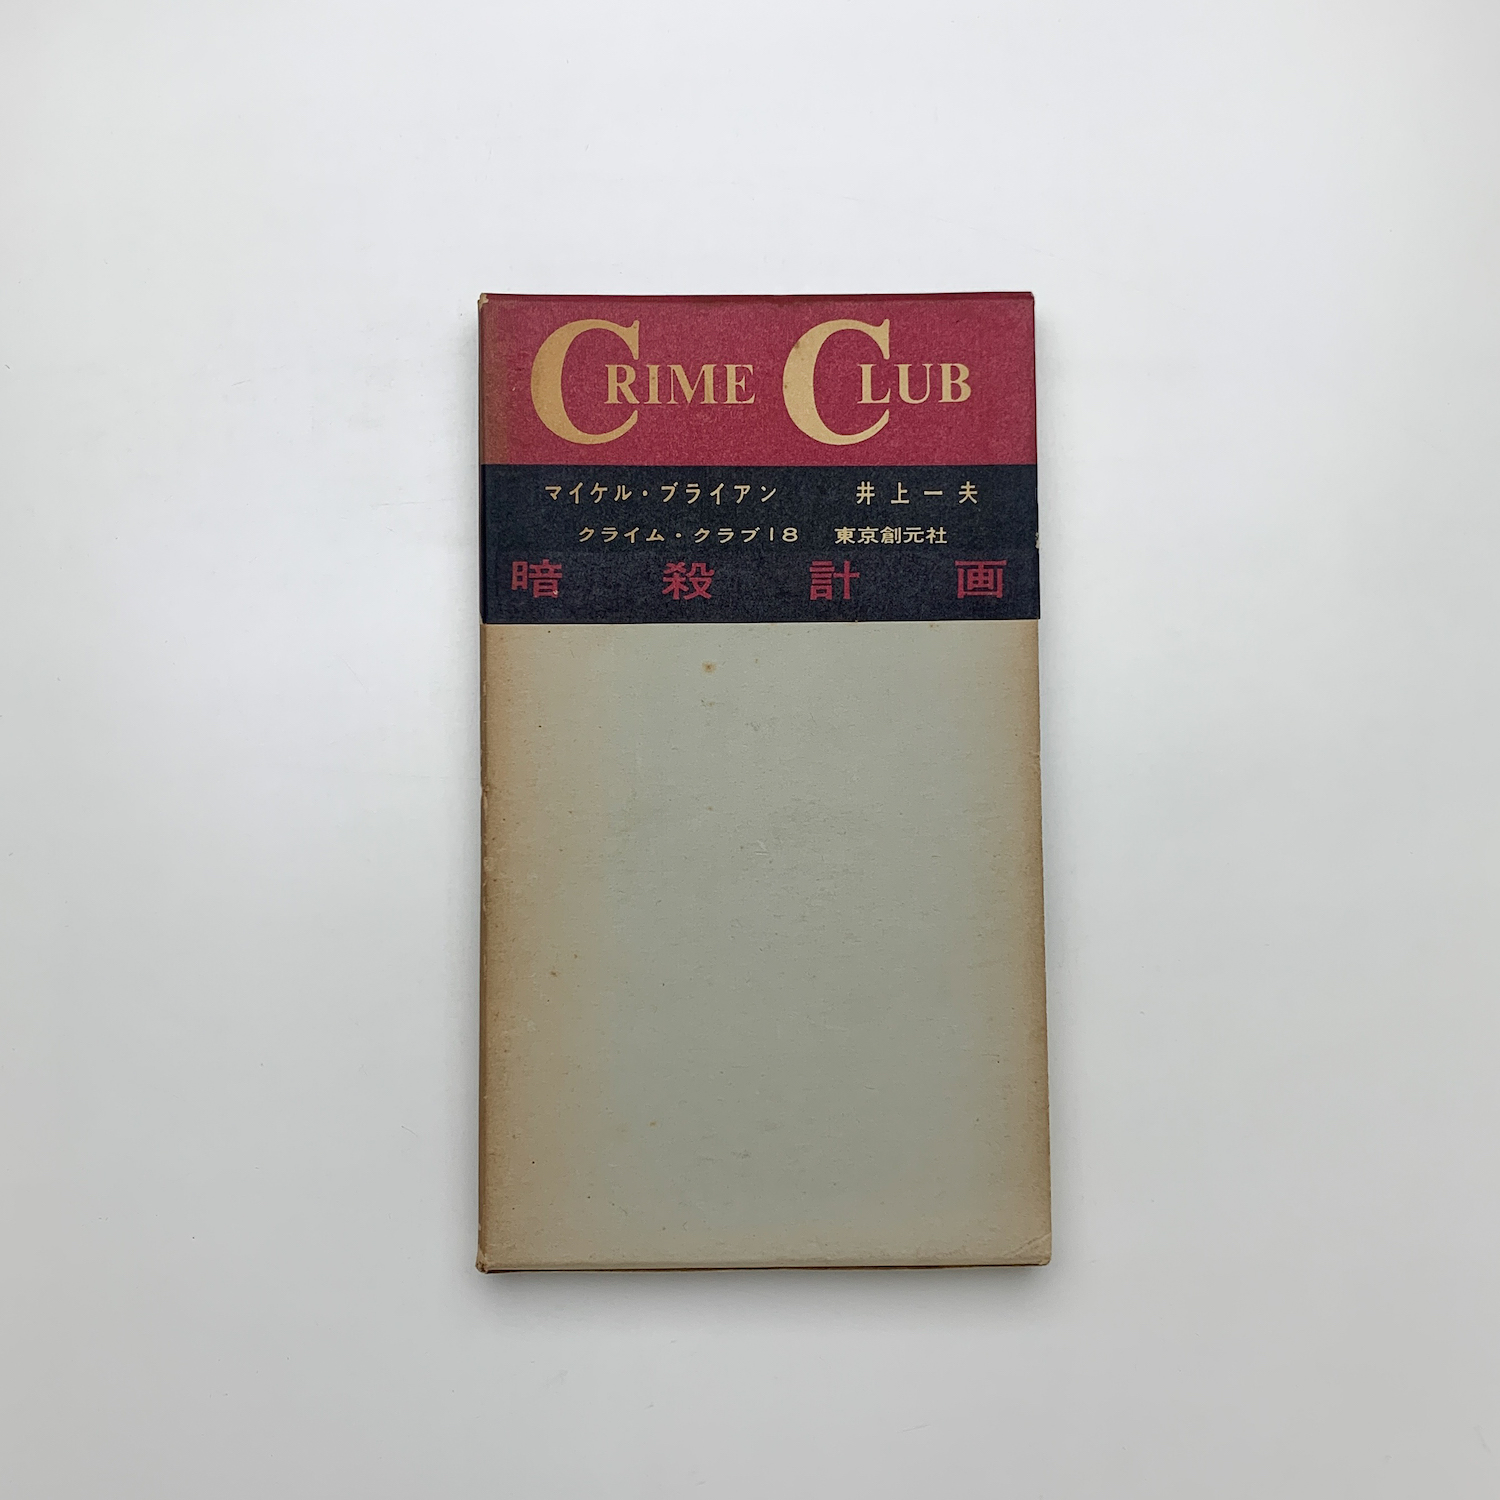 CRIME CLUB
マイケル・ブライアン 井上一夫
クライム・クラブ18 東京創元社
暗殺計画